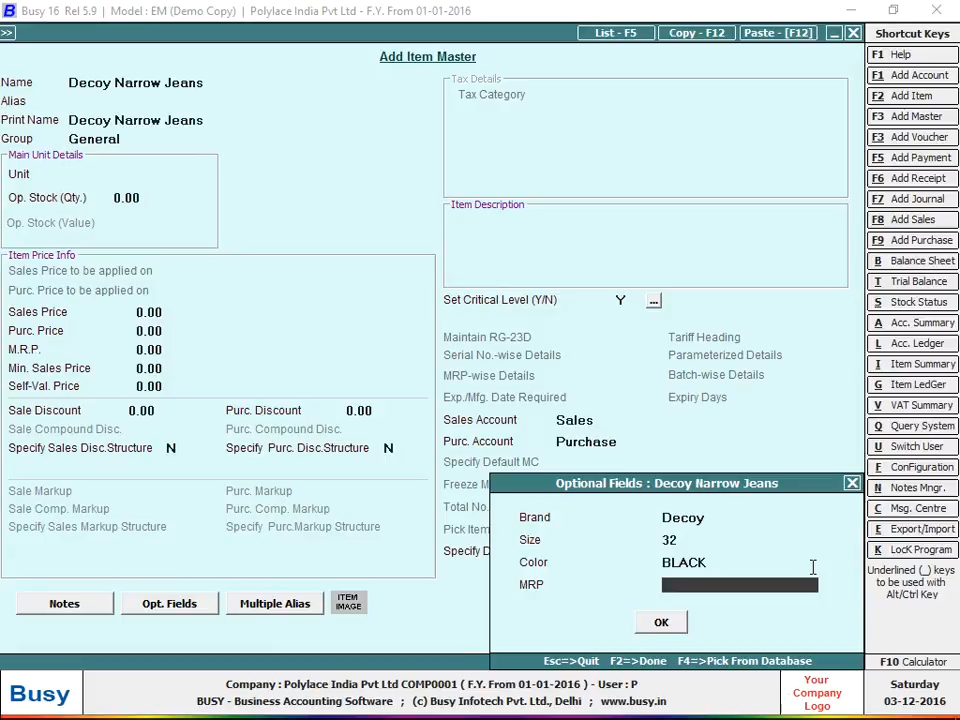 Busy 16 Rel 5.9 | Model : EM (Demo Copy) | Polylace India Pvt Ltd - F.Y. From 01-01-2016
>> List - F5 Copy - F12 Paste - [F12] Shortcut Keys
Add Item Master
Name Decoy Narrow Jeans
Alias
Print Name Decoy Narrow Jeans
Group General
Main Unit Details
Unit
Op. Stock (Qty.) 0.00
Op. Stock (Value)
Item Price Info
Sales Price to be applied on
Purc. Price to be applied on
Sales Price 0.00
Purc. Price 0.00
M.R.P. 0.00
Min. Sales Price 0.00
Self-Val. Price 0.00
Sale Discount 0.00 Purc. Discount 0.00
Sale Compound Disc. Purc. Compound Disc.
Specify Sales Disc.Structure N Specify Purc. Disc.Structure N
Sale Markup Purc. Markup
Sale Comp. Markup Purc. Comp. Markup
Specify Sales Markup Structure Specify Purc.Markup Structure
Notes Opt. Fields Multiple Alias ITEM IMAGE
Tax Details
Tax Category
Item Description
Set Critical Level (Y/N) Y ...
Maintain RG-23D Tariff Heading
Serial No.-wise Details Parameterized Details
MRP-wise Details Batch-wise Details
Exp./Mfg. Date Required Expiry Days
Sales Account Sales
Purc. Account Purchase
Specify Default MC
Freeze M
Total No.
Pick Item
Specify D
Optional Fields : Decoy Narrow Jeans
Brand Decoy
Size 32
Color BLACK
MRP
OK
Esc=>Quit F2=>Done F4=>Pick From Database
F1 Help
F1 Add Account
F2 Add Item
F3 Add Master
F3 Add Voucher
F5 Add Payment
F6 Add Receipt
F7 Add Journal
F8 Add Sales
F9 Add Purchase
B Balance Sheet
T Trial Balance
S Stock Status
A Acc. Summary
L Acc. Ledger
I Item Summary
G Item LedGer
V VAT Summary
Q Query System
U Switch User
F ConFiguration
N Notes Mngr.
C Msg. Centre
E Export/Import
K LocK Program
Underlined (_) keys
to be used with
Alt/Ctrl Key
F10 Calculator
Busy
Company : Polylace India Pvt Ltd COMP0001 ( F.Y. From 01-01-2016 ) - User : P
BUSY - Business Accounting Software ; (c) Busy Infotech Pvt. Ltd., Delhi ; www.busy.in
Your
Company
Logo
Saturday
03-12-2016